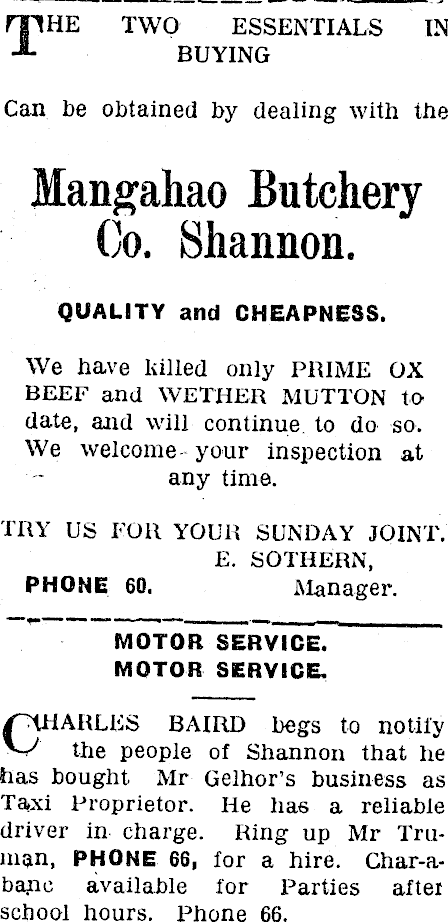 THE TWO ESSENTIALS IN
BUYING
Can be obtained by dealing with the
Mangahao Butchery
Co. Shannon.
QUALITY and CHEAPNESS.
We have killed only PRIME OX
BEEF and WETHER MUTTON to
date, and will continue to do so.
We welcome your inspection at
any time.
TRY US FOR YOUR SUNDAY JOINT.
E. SOTHERN,
PHONE 60. Manager.
MOTOR SERVICE.
MOTOR SERVICE.
CHARLES BAIRD begs to notify
the people of Shannon that he
has bought Mr Gelhor's business as
Taxi Proprietor. He has a reliable
driver in charge. Ring up Mr Tru-
man, PHONE 66, for a hire. Char-a-
banc available for Parties after
school hours. Phone 66.